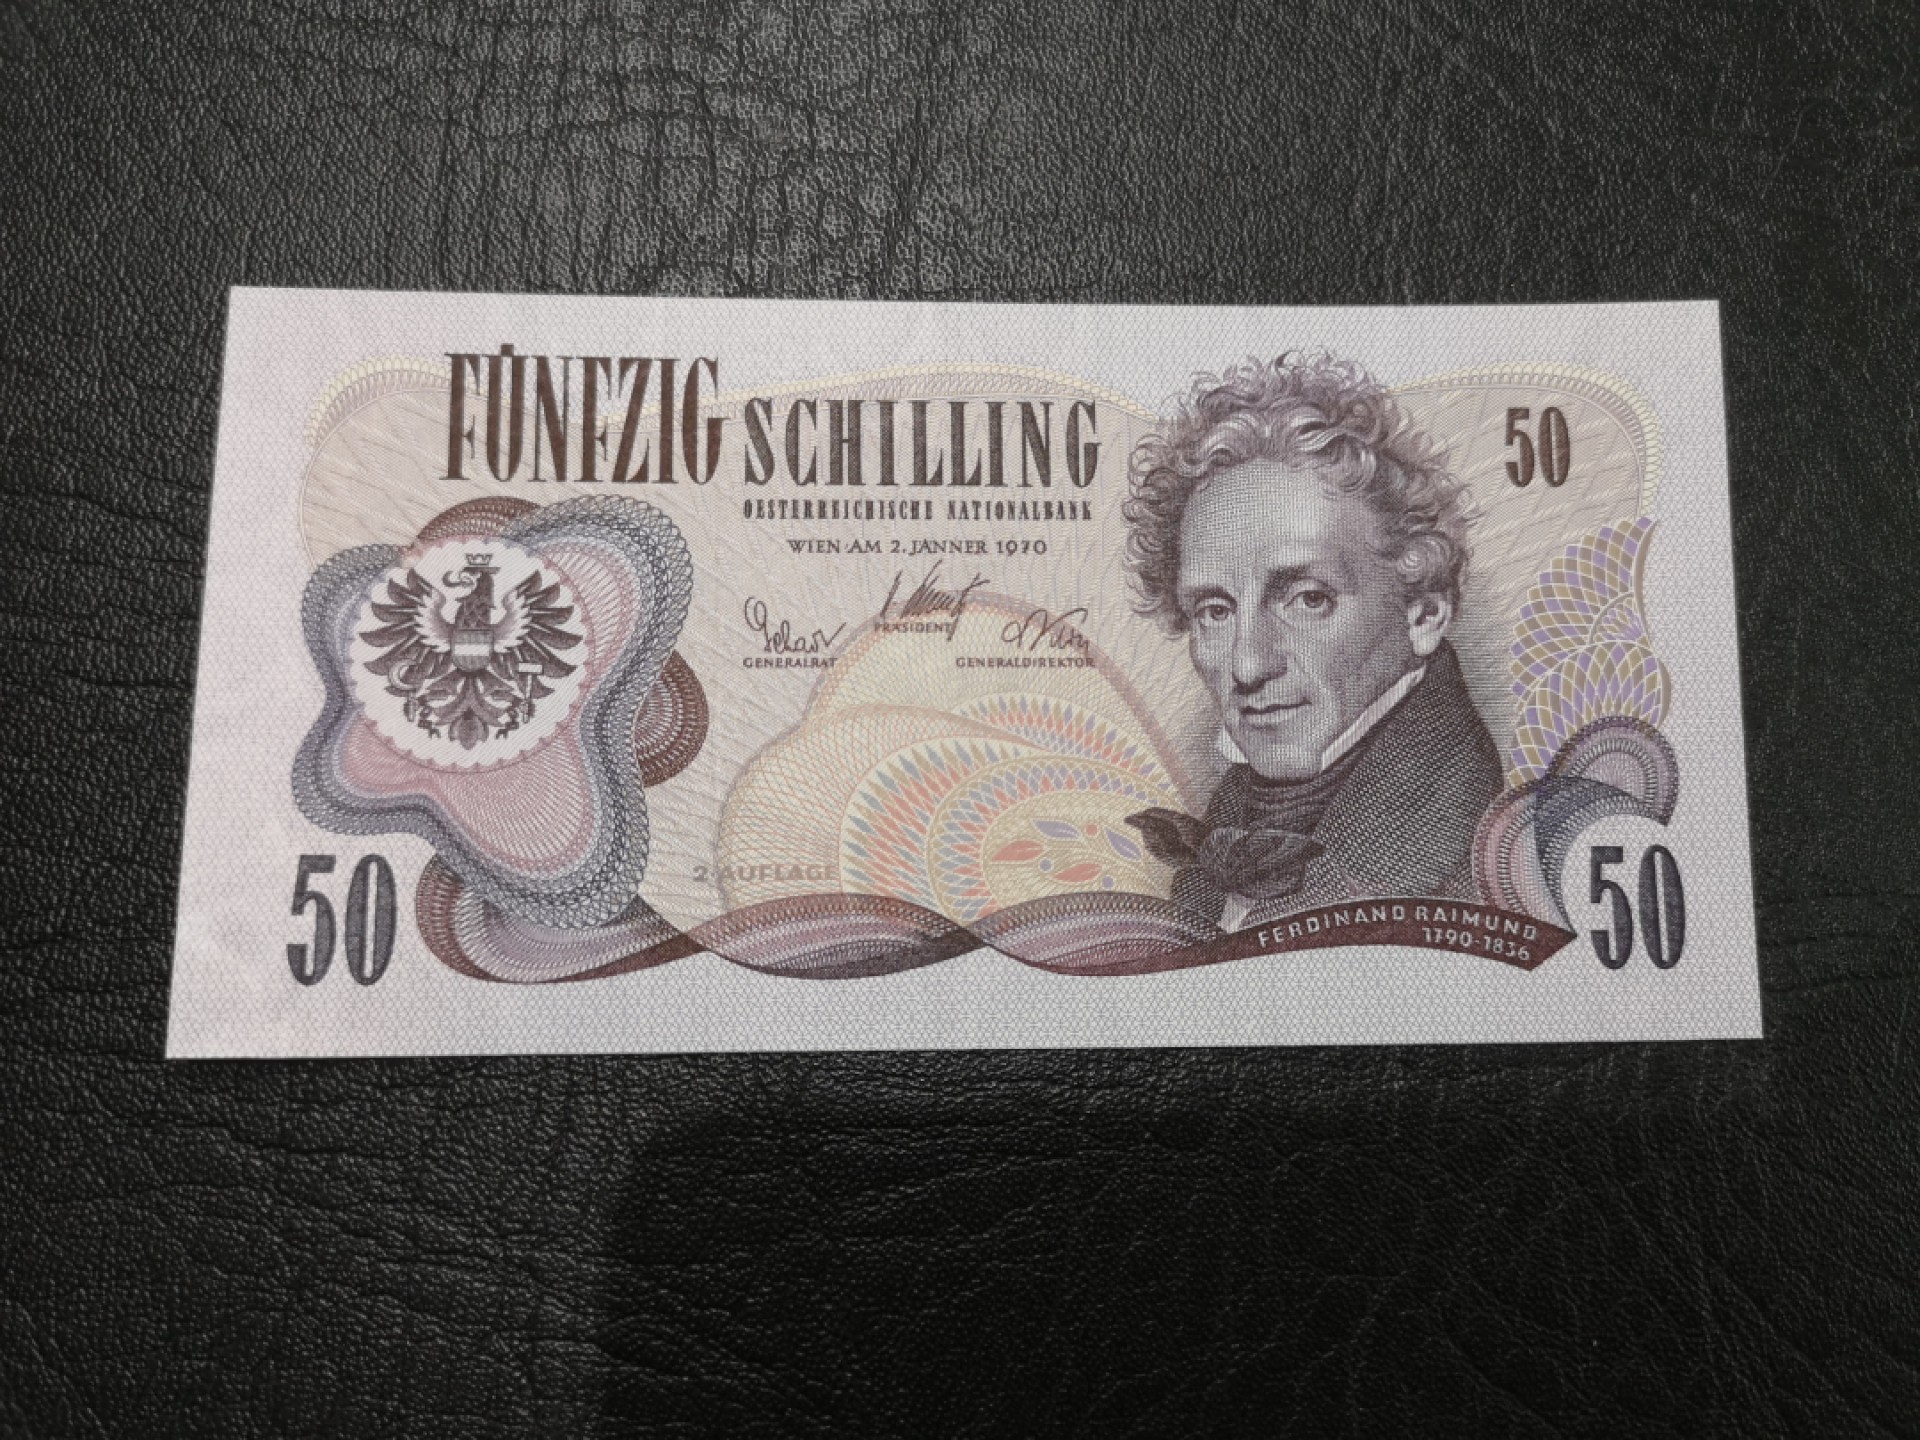 FÜNFZIG SCHILLING
50
OESTERREICHISCHE NATIONALBANK
WIEN AM 2. JÄNNER 1970
PRÄSIDENT
GENERALRAT
GENERALDIREKTOR
2. AUFLAGE
50
FERDINAND RAIMUND
1790-1836
50